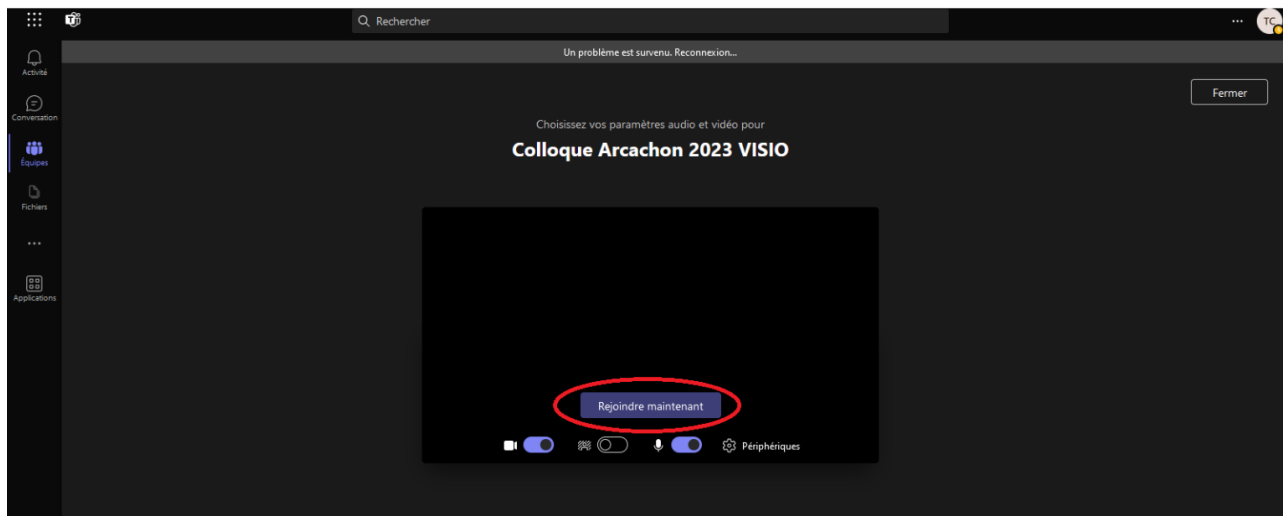 Rechercher
TC
Un problème est survenu. Reconnexion...
Activité
Conversation
Équipes
Fichiers
Applications
Fermer
Choisissez vos paramètres audio et vidéo pour
Colloque Arcachon 2023 VISIO
Rejoindre maintenant
Périphériques